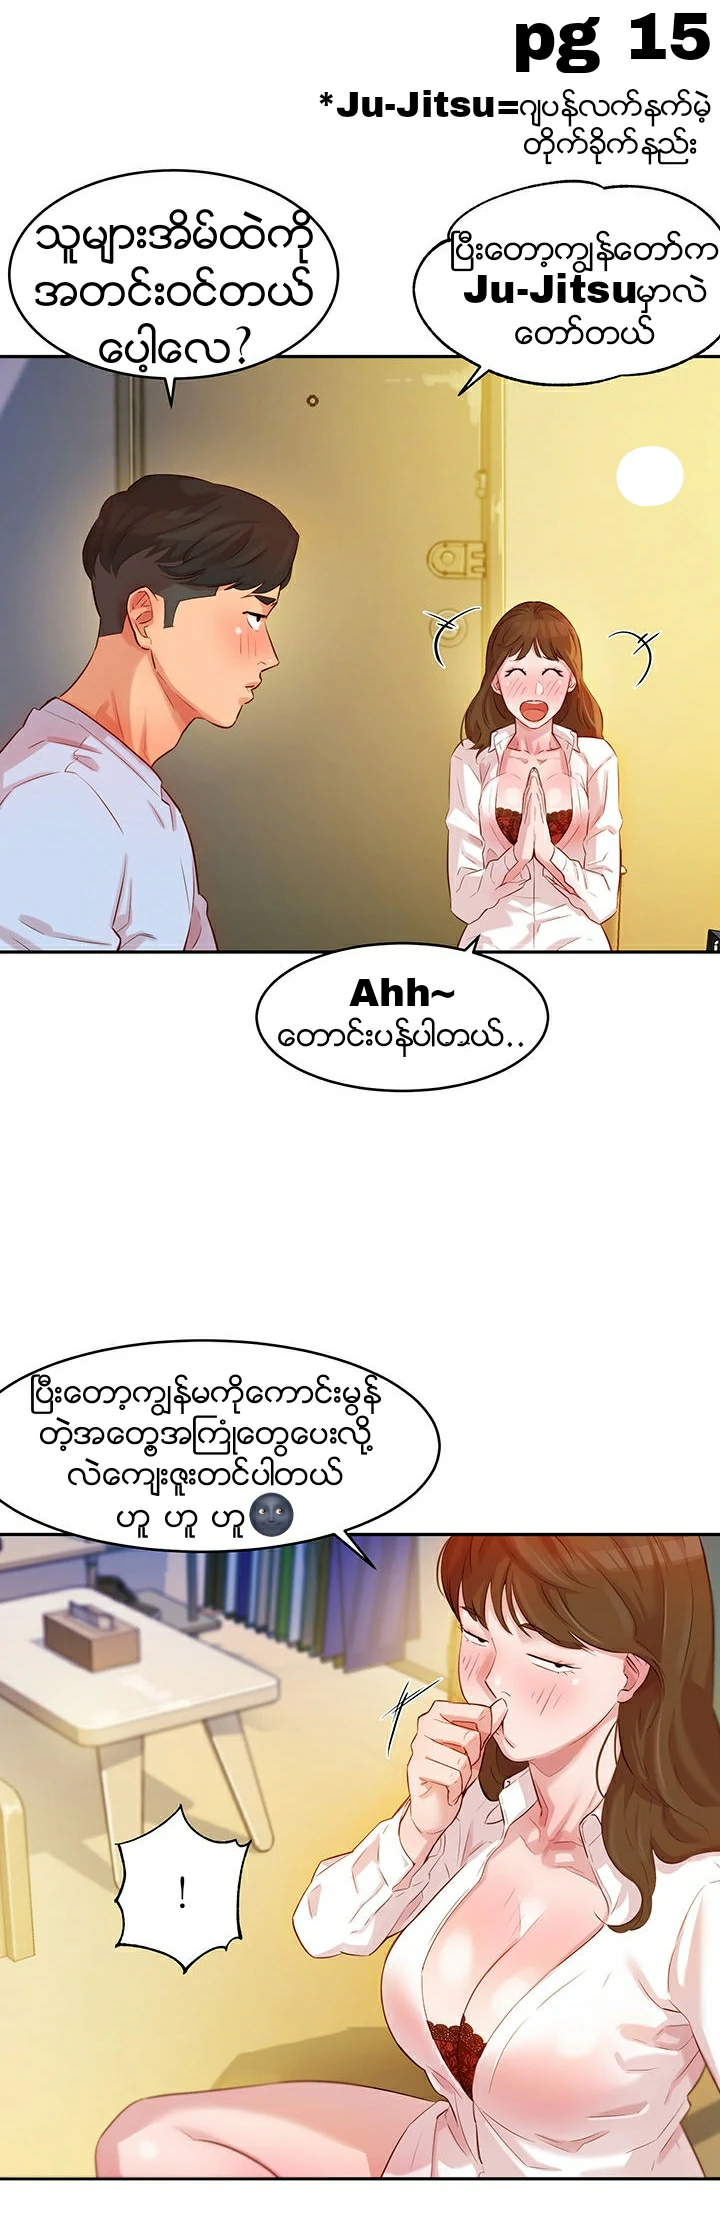 pg 15
*Ju-Jitsu=ဂျပန်လက်နက်မဲ့
တိုက်ခိုက်နည်း
သူများအိမ်ထဲကို
အတင်းဝင်တယ်
ပေါ့လေ?
ပြီးတော့ကျွန်တော်က
Ju-Jitsuမှာလဲ
တော်တယ်
Ahh~
တောင်းပန်ပါတယ်..
ပြီးတော့ကျွန်မကိုကောင်းမွန်
တဲ့အတွေ့အကြုံတွေပေးလို့
လဲကျေးဇူးတင်ပါတယ်
ဟူ ဟူ ဟူ🌚
!